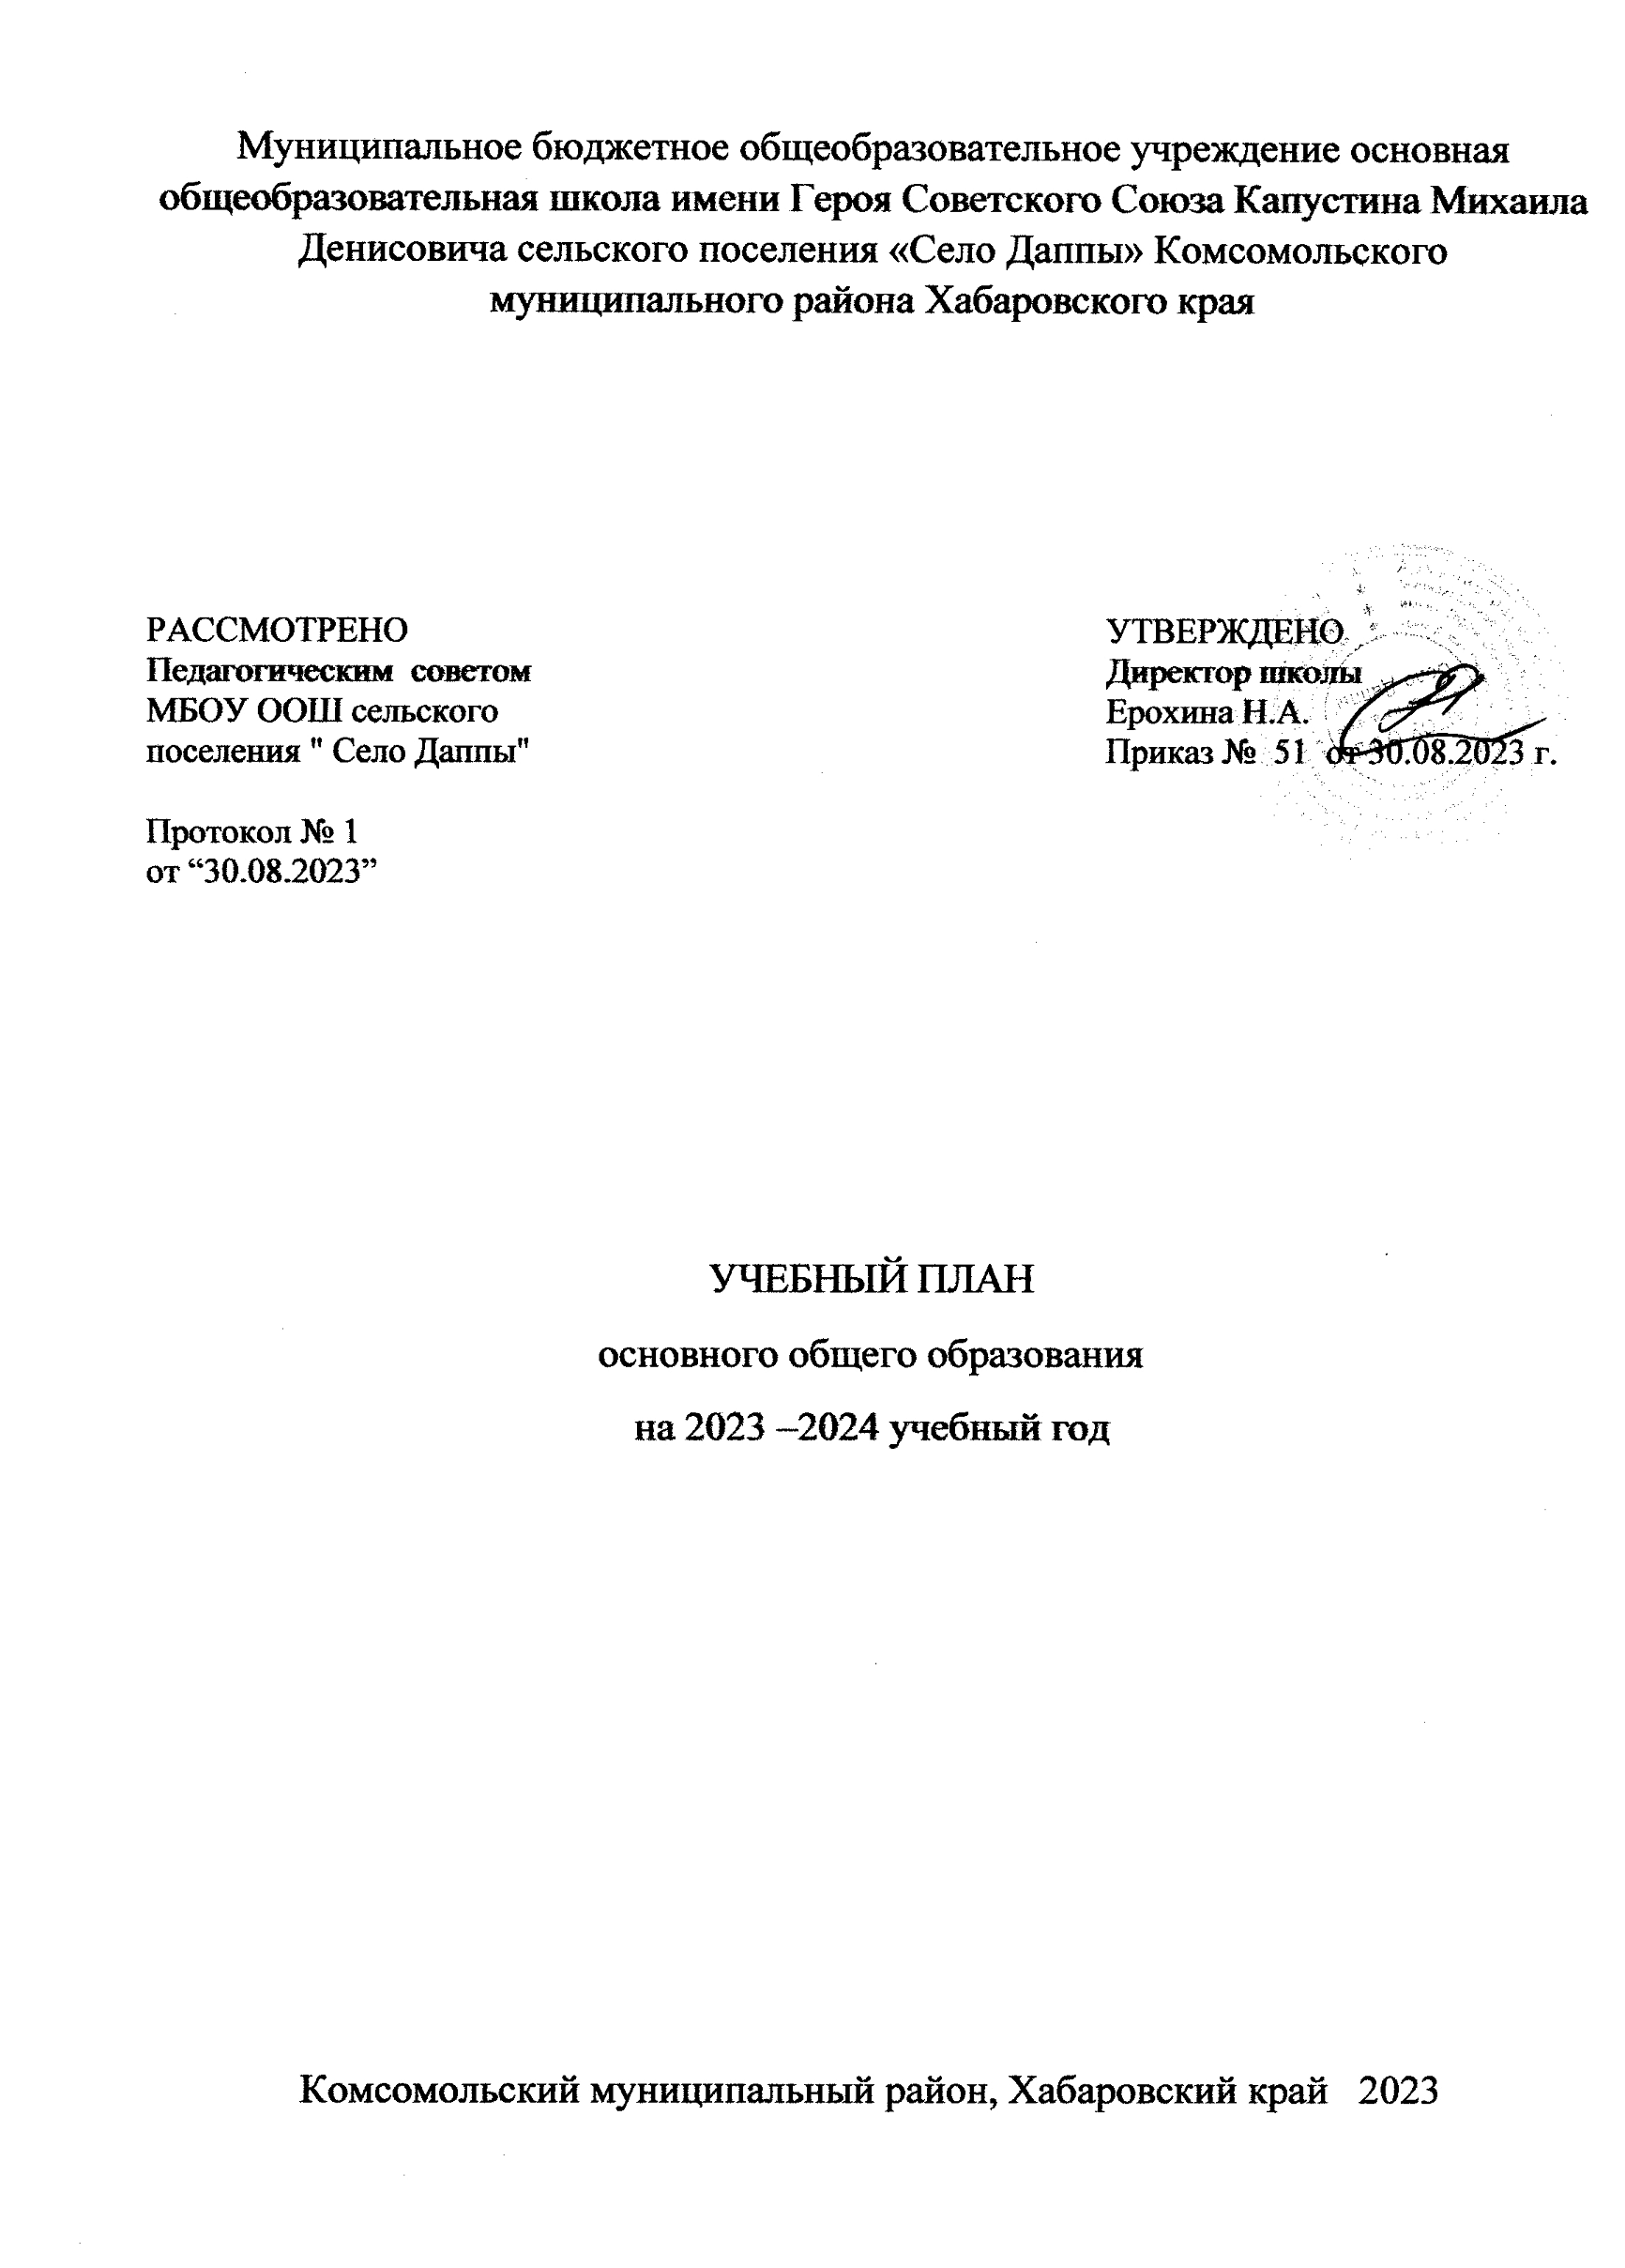 Муниципальное бюджетное общеобразовательное учреждение основная
общеобразовательная школа имени Героя Советского Союза Капустина Михаила
Денисовича сельского поселения «Село Даппы» Комсомольского
муниципального района Хабаровского края
РАССМОТРЕНО
Педагогическим советом
МБОУ ООШ сельского
поселения " Село Даппы"
Протокол № 1
от “30.08.2023”
УТВЕРЖДЕНО
Директор школы
Ерохина Н.А.
Приказ № 51 от 30.08.2023 г.
УЧЕБНЫЙ ПЛАН
основного общего образования
на 2023 –2024 учебный год
Комсомольский муниципальный район, Хабаровский край 2023